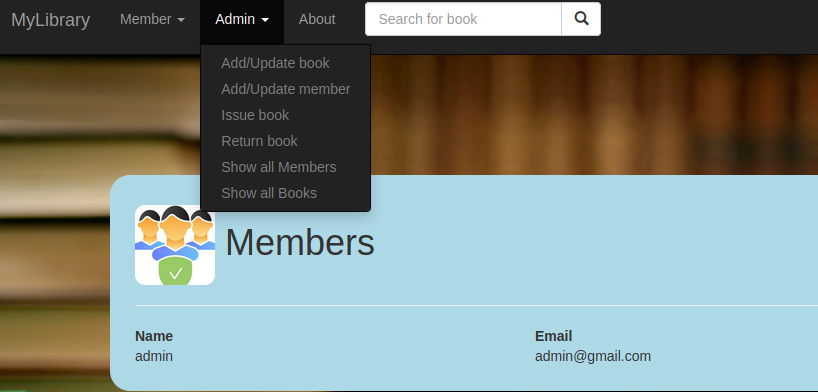 MyLibrary Member Admin About Search for book
Add/Update book
Add/Update member
Issue book
Return book
Show all Members
Show all Books
Members
Name Email
admin admin@gmail.com